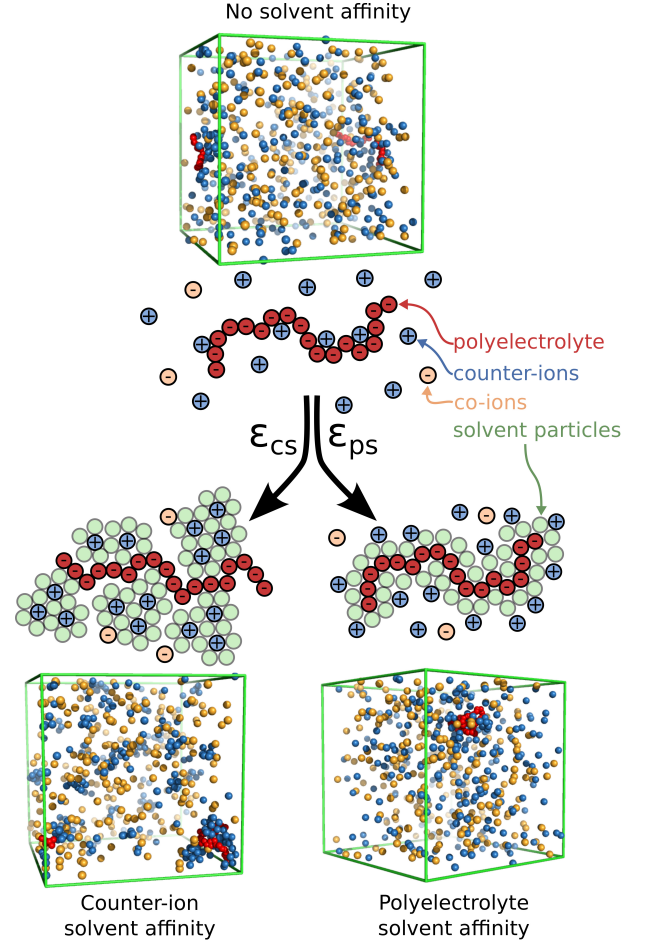 No solvent affinity
polyelectrolyte
counter-ions
co-ions
solvent particles
εcs εps
Counter-ion
solvent affinity
Polyelectrolyte
solvent affinity